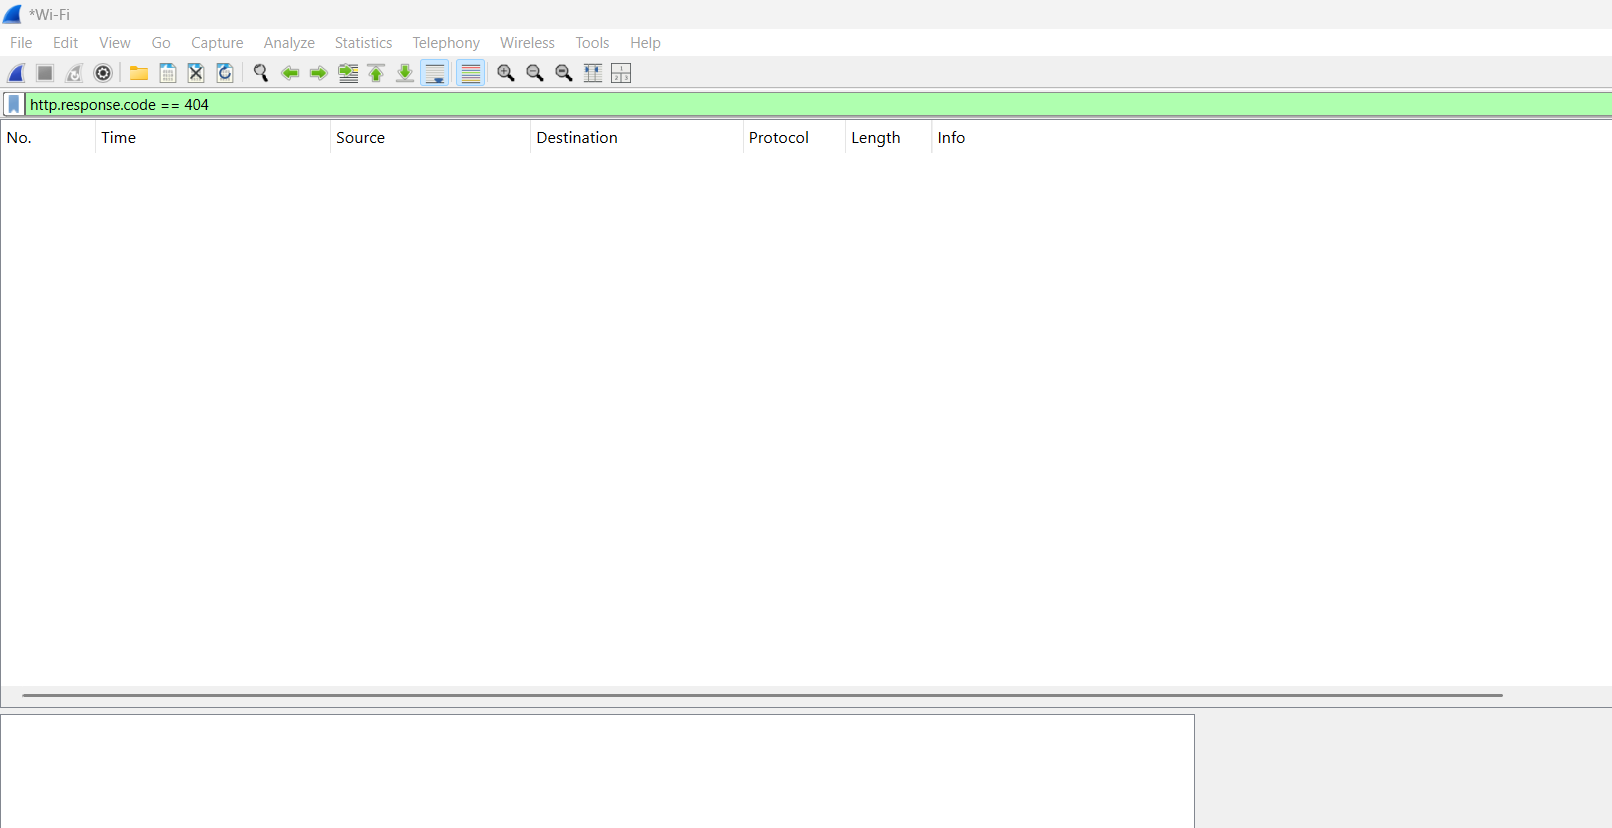 *Wi-Fi
File Edit View Go Capture Analyze Statistics Telephony Wireless Tools Help
http.response.code == 404
No. Time Source Destination Protocol Length Info